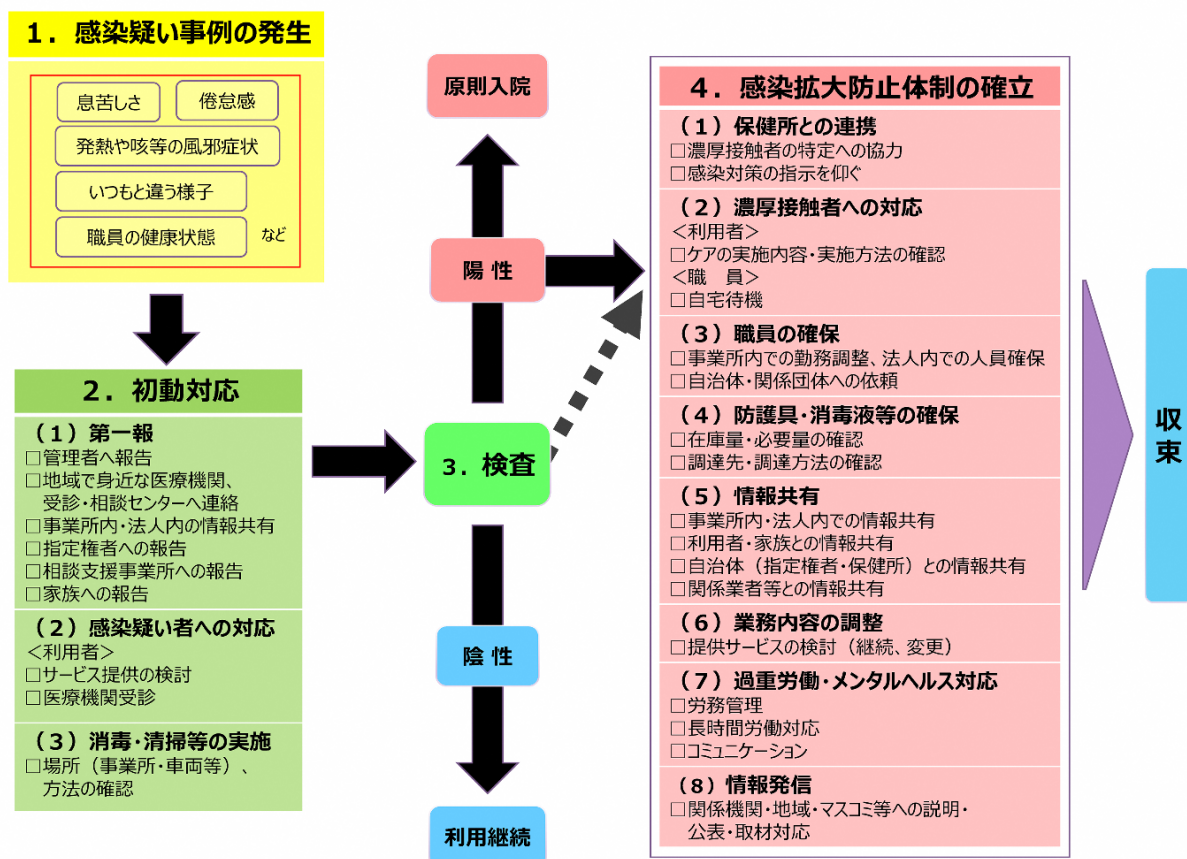 1．感染疑い事例の発生
息苦しさ
倦怠感
発熱や咳等の風邪症状
いつもと違う様子
職員の健康状態
など
2．初動対応
（1）第一報
□管理者へ報告
□地域で身近な医療機関、
受診・相談センターへ連絡
□事業所内・法人内の情報共有
□指定権者への報告
□相談支援事業所への報告
□家族への報告
（2）感染疑い者への対応
＜利用者＞
□サービス提供の検討
□医療機関受診
（3）消毒・清掃等の実施
□場所（事業所・車両等）、
方法の確認
原則入院
陽 性
3．検査
陰 性
利用継続
4．感染拡大防止体制の確立
（1）保健所との連携
□濃厚接触者の特定への協力
□感染対策の指示を仰ぐ
（2）濃厚接触者への対応
＜利用者＞
□ケアの実施内容・実施方法の確認
＜職　員＞
□自宅待機
（3）職員の確保
□事業所内での勤務調整、法人内での人員確保
□自治体・関係団体への依頼
（4）防護具・消毒液等の確保
□在庫量・必要量の確認
□調達先・調達方法の確認
（5）情報共有
□事業所内・法人内での情報共有
□利用者・家族との情報共有
□自治体（指定権者・保健所）との情報共有
□関係業者等との情報共有
（6）業務内容の調整
□提供サービスの検討（継続、変更）
（7）過重労働・メンタルヘルス対応
□労務管理
□長時間労働対応
□コミュニケーション
（8）情報発信
□関係機関・地域・マスコミ等への説明・
公表・取材対応
収束